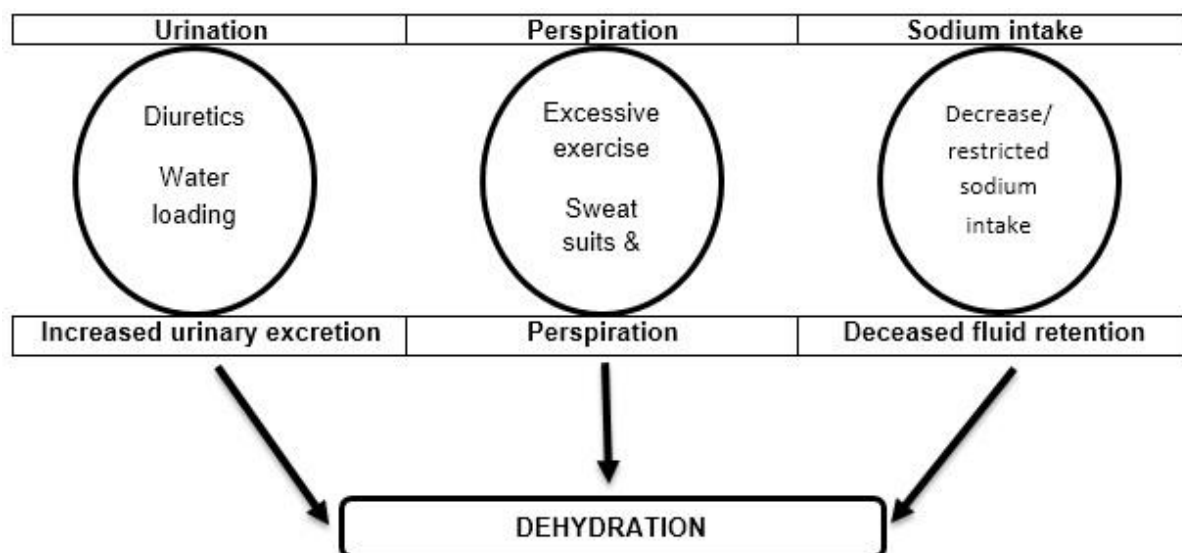 Urination Perspiration Sodium intake
Diuretics
Water
loading
Excessive
exercise
Sweat
suits &
Decrease/
restricted
sodium
intake
Increased urinary excretion Perspiration Deceased fluid retention
DEHYDRATION